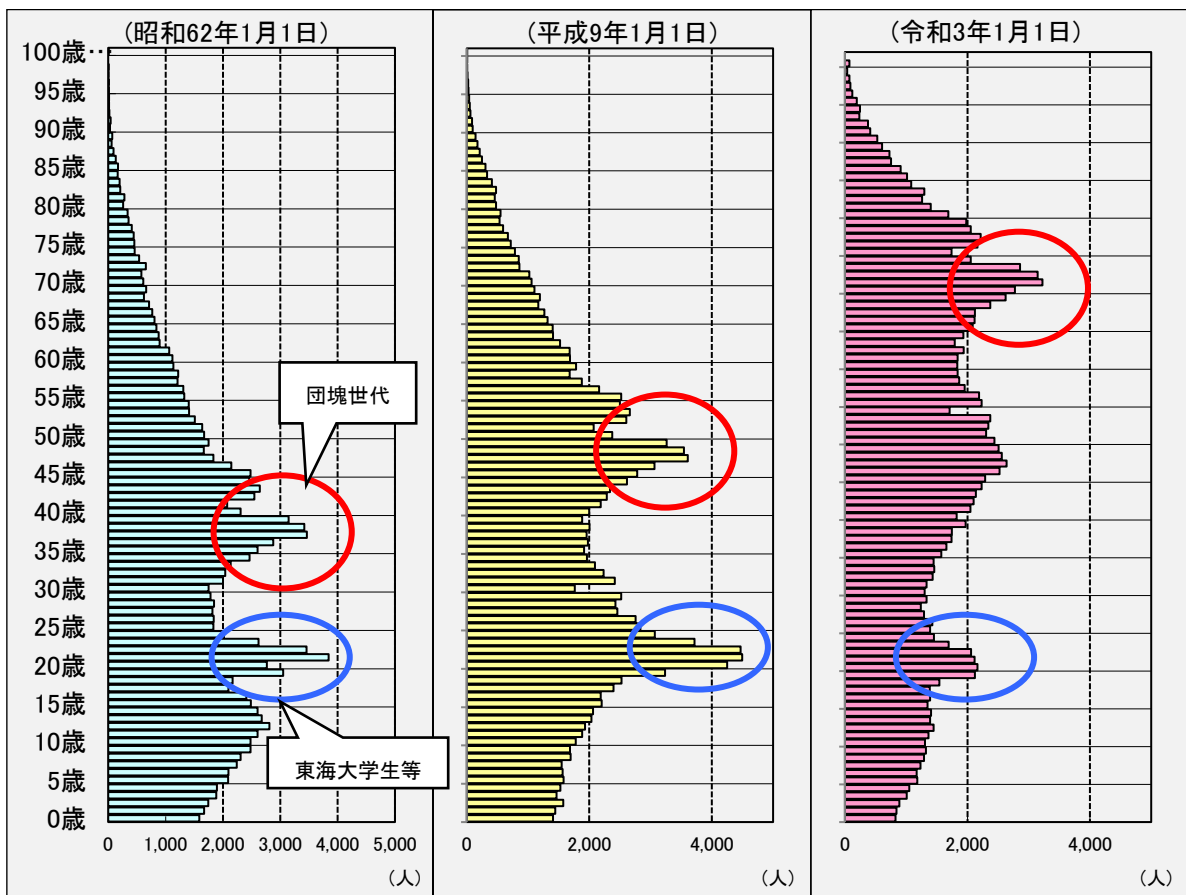 (昭和62年1月1日)
(平成9年1月1日)
(令和3年1月1日)
100歳‥
95歳
90歳
85歳
80歳
75歳
70歳
65歳
60歳
55歳
50歳
45歳
40歳
35歳
30歳
25歳
20歳
15歳
10歳
5歳
0歳
団塊世代
東海大学生等
0 1,000 2,000 3,000 4,000 5,000
(人)
0 2,000 4,000
(人)
0 2,000 4,000
(人)